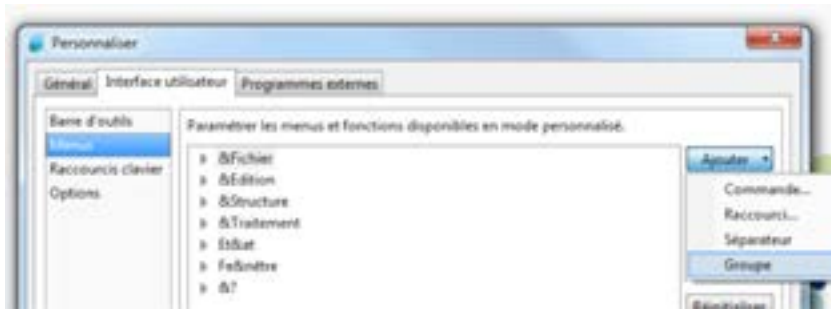 Personnaliser
Général Interface utilisateur Programmes externes
Barre d'outils
Menus
Raccourcis clavier
Options
Paramétrer les menus et fonctions disponibles en mode personnalisé.
&Fichier
&Edition
&Structure
&Traitement
Et&at
Fe&nêtre
&?
Ajouter
Commande...
Raccourci...
Séparateur
Groupe
Réinitialiser